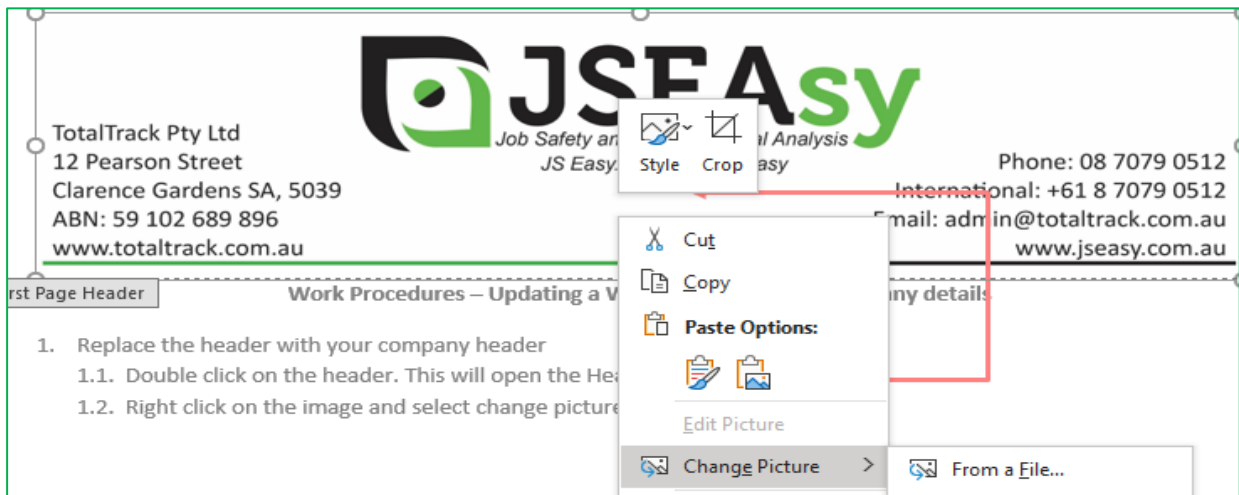 JSEAsy
Job Safety an al Analysis
JS Easy. asy
TotalTrack Pty Ltd
12 Pearson Street
Clarence Gardens SA, 5039
ABN: 59 102 689 896
www.totaltrack.com.au
Phone: 08 7079 0512
International: +61 8 7079 0512
Email: admin@totaltrack.com.au
www.jseasy.com.au
Style Crop
rst Page Header
Work Procedures – Updating a any details
1. Replace the header with your company header
1.1. Double click on the header. This will open the Hea
1.2. Right click on the image and select change picture
Cut
Copy
Paste Options:
Edit Picture
Change Picture >
From a File...